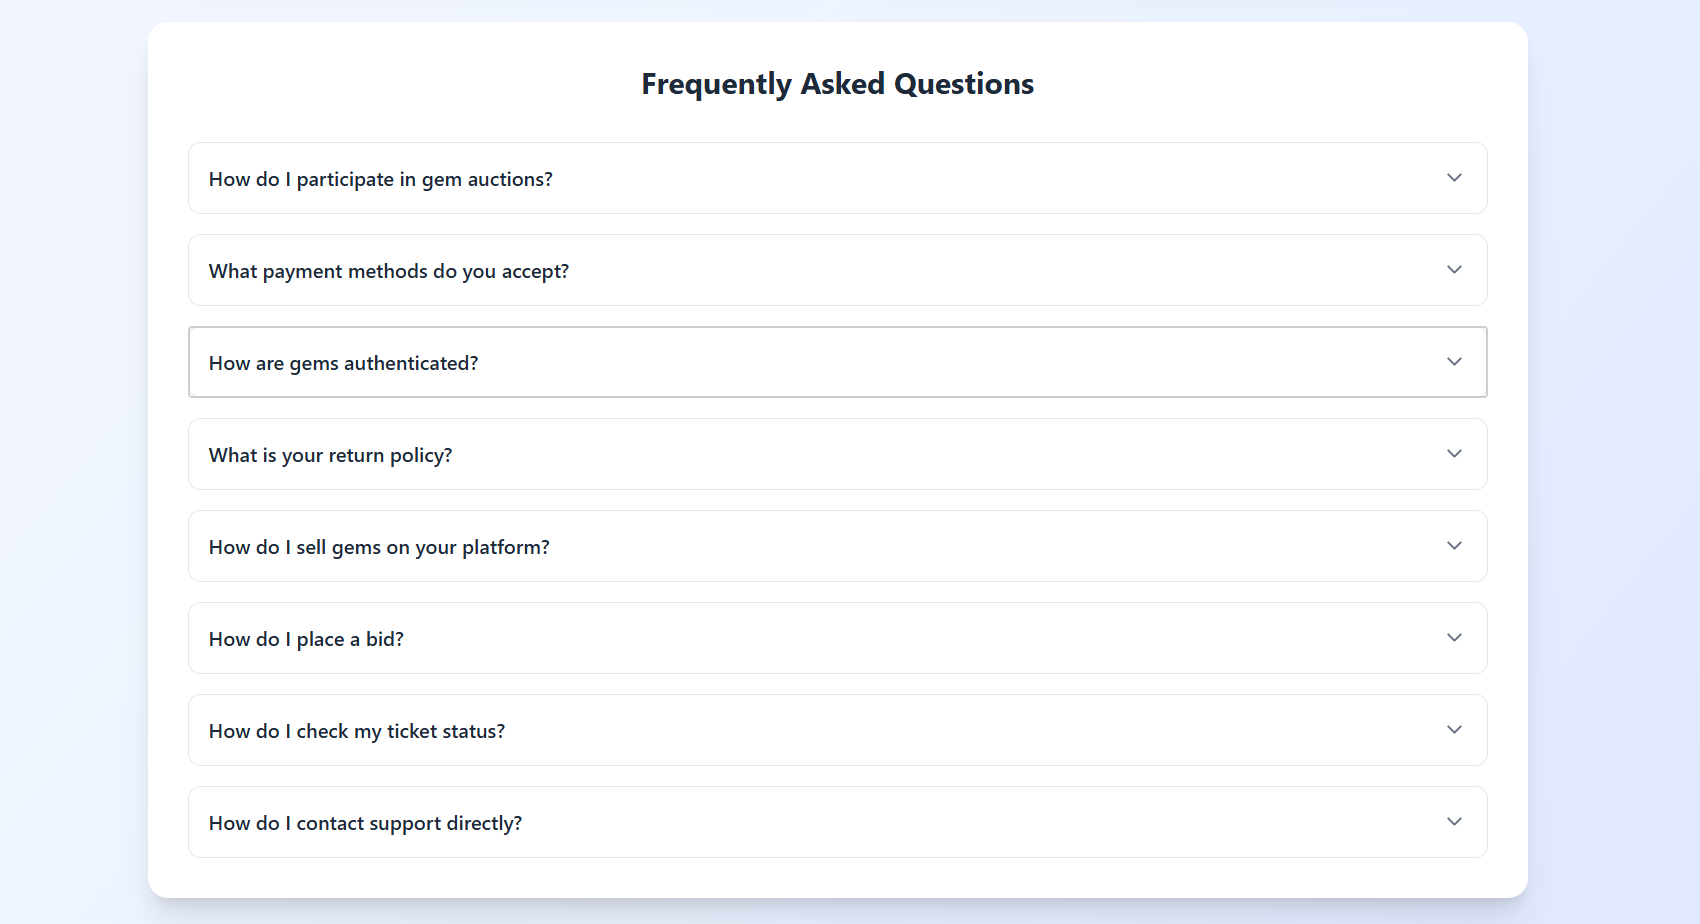 Frequently Asked Questions
How do I participate in gem auctions?
What payment methods do you accept?
How are gems authenticated?
What is your return policy?
How do I sell gems on your platform?
How do I place a bid?
How do I check my ticket status?
How do I contact support directly?